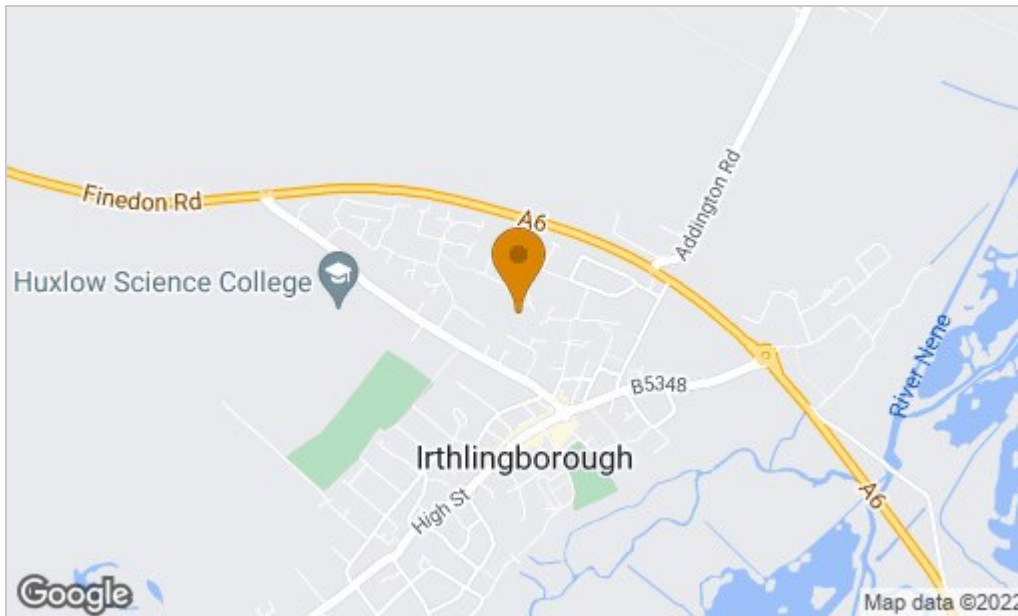 Finedon Rd
A6
Addington Rd
Huxlow Science College
River Nene
B5348
Irthlingborough
High St
A6
Google
Map data ©2022